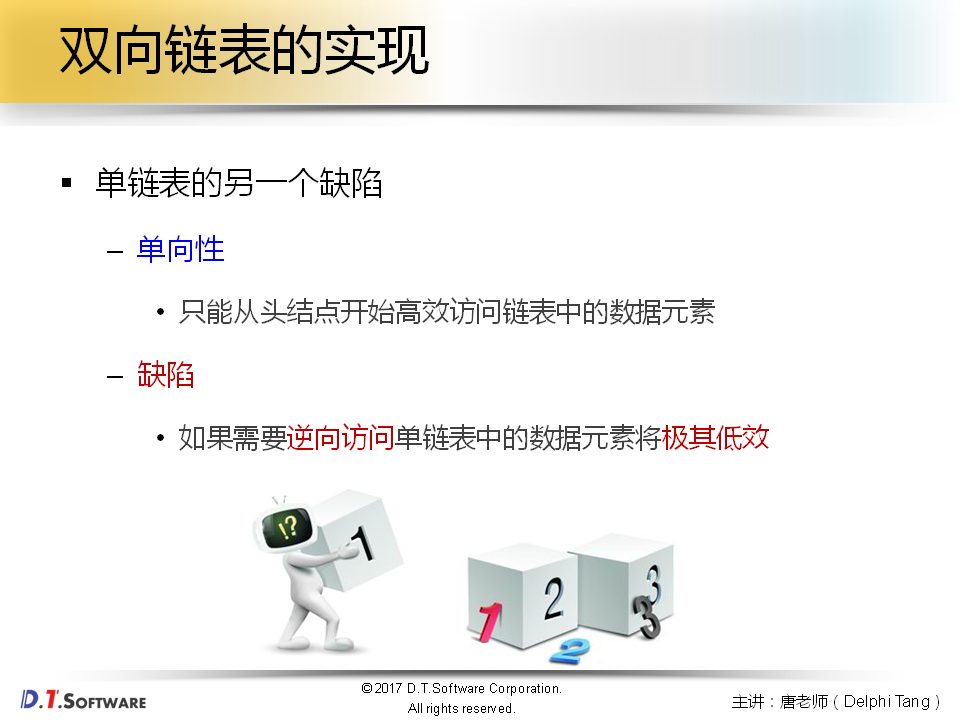 双向链表的实现
▪ 单链表的另一个缺陷
– 单向性
• 只能从头结点开始高效访问链表中的数据元素
– 缺陷
• 如果需要逆向访问单链表中的数据元素将极其低效
!?
1
2
3
1
2
3
D.T.SOFTWARE
©2017 D.T.Software Corporation.
All rights reserved.
主讲：唐老师（Delphi Tang）